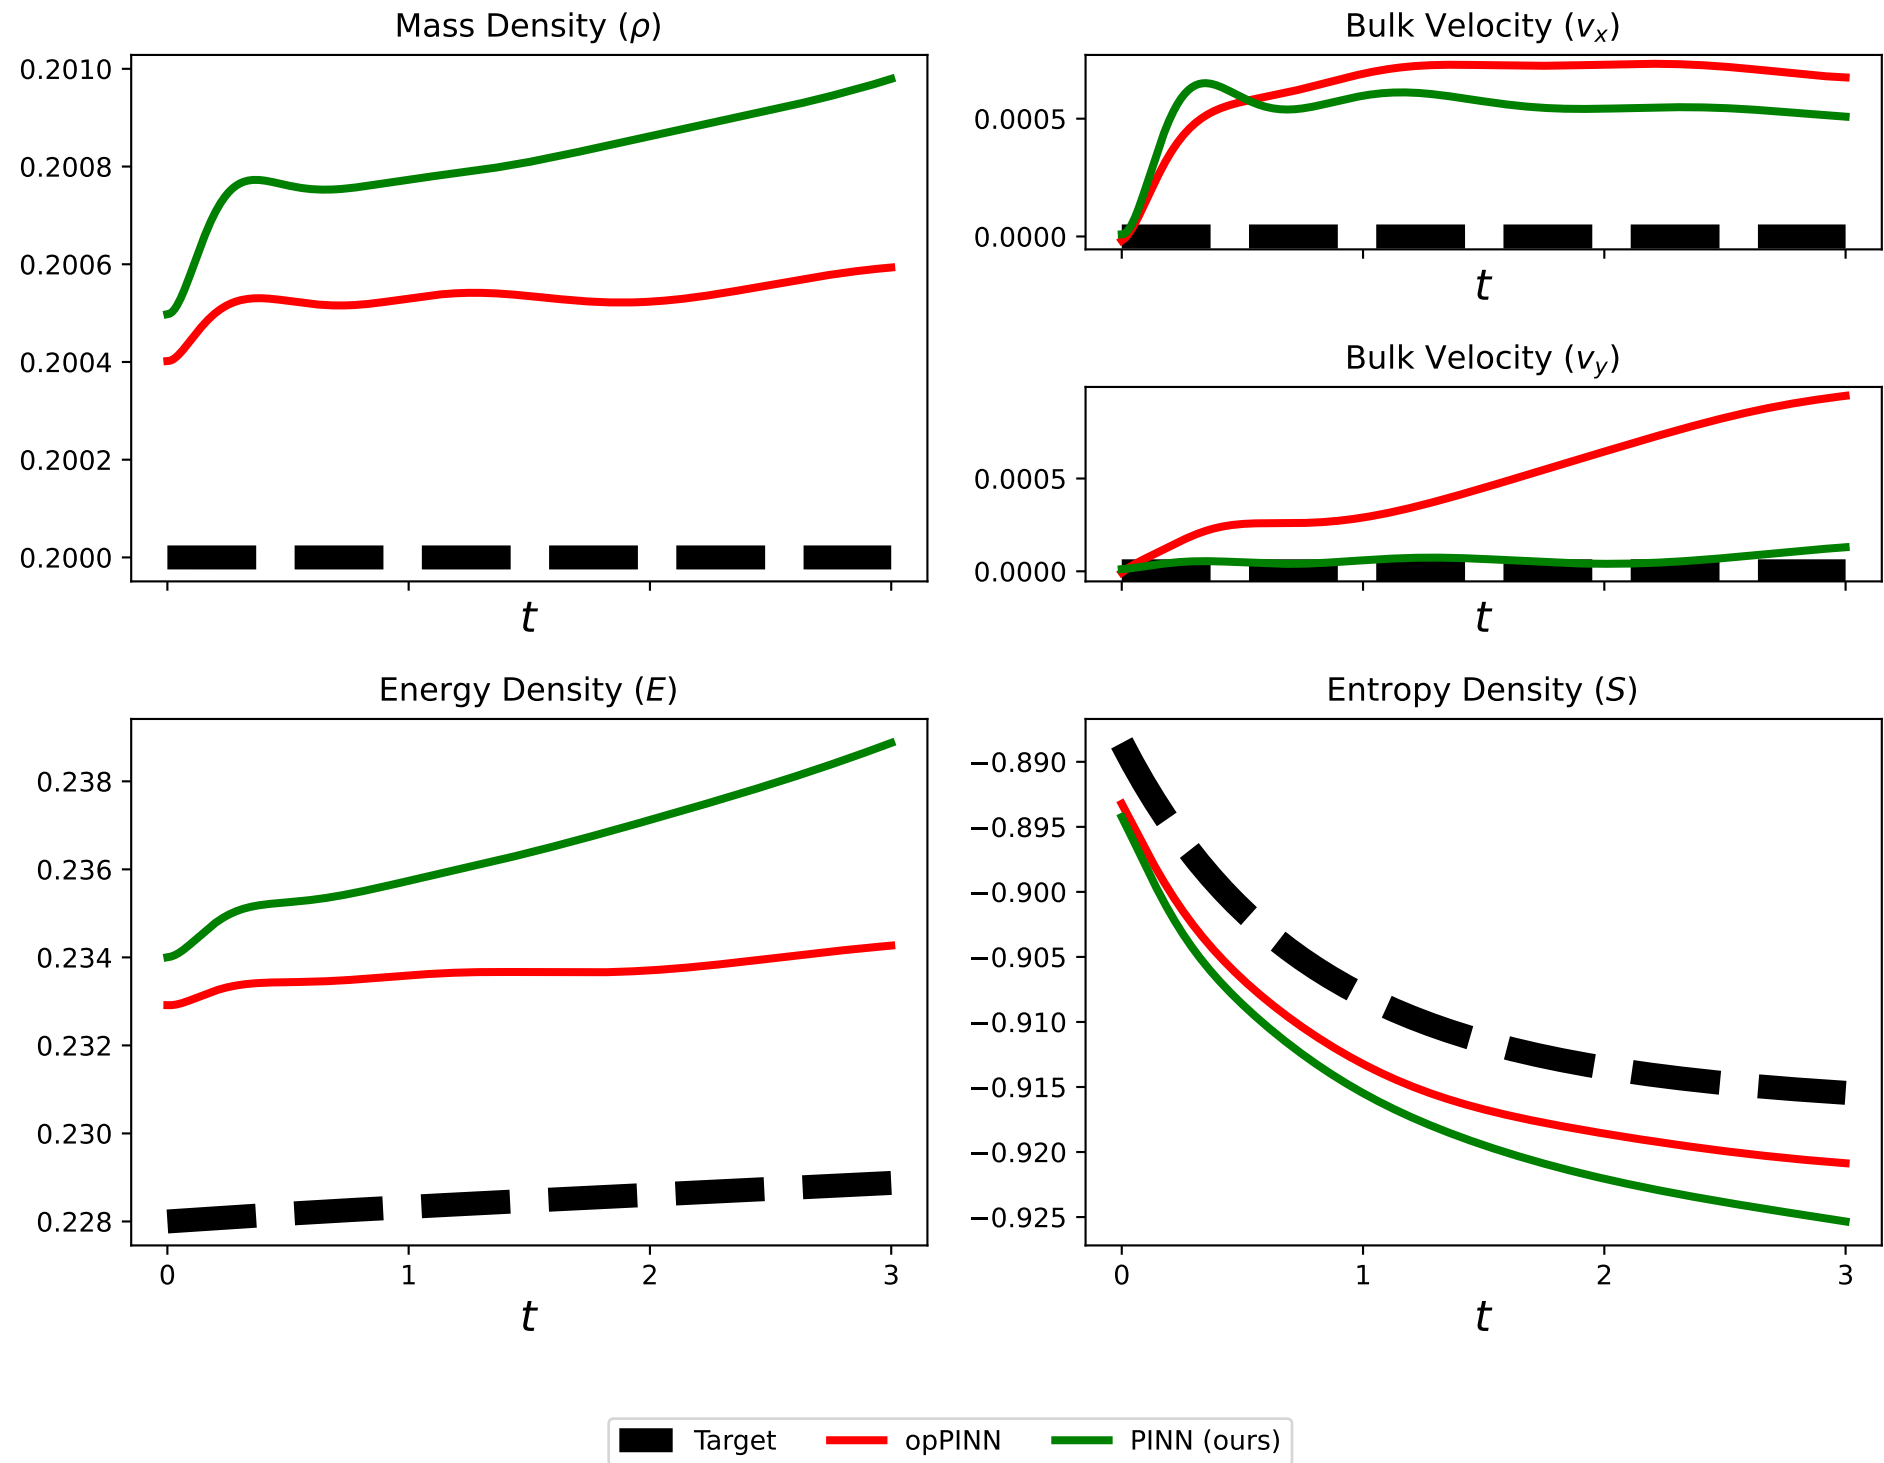 Mass Density (ρ)
0.2010
0.2008
0.2006
0.2004
0.2002
0.2000
t
Bulk Velocity (vₓ)
0.0005
0.0000
t
Bulk Velocity (v_y)
0.0005
0.0000
t
Energy Density (E)
0.238
0.236
0.234
0.232
0.230
0.228
0 1 2 3
t
Entropy Density (S)
−0.890
−0.895
−0.900
−0.905
−0.910
−0.915
−0.920
−0.925
0 1 2 3
t
Target opPINN PINN (ours)